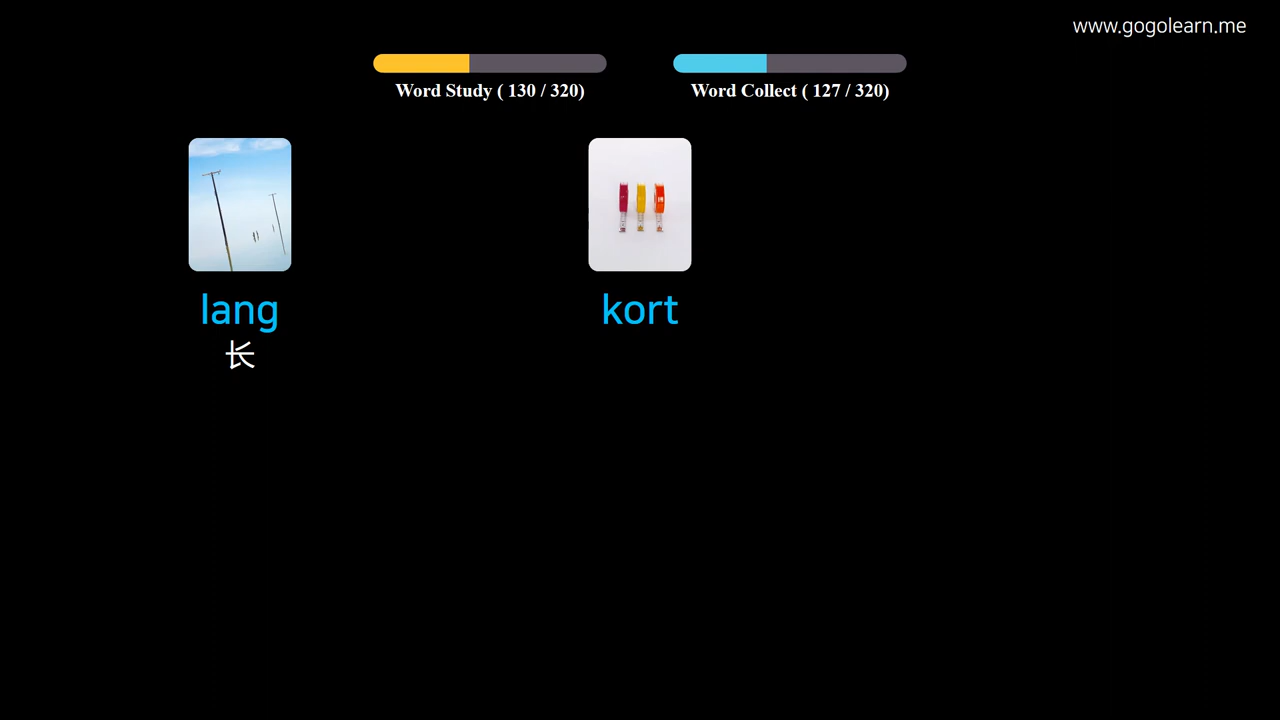 www.gogolearn.me
Word Study ( 130 / 320)
Word Collect ( 127 / 320)
lang
kort
长